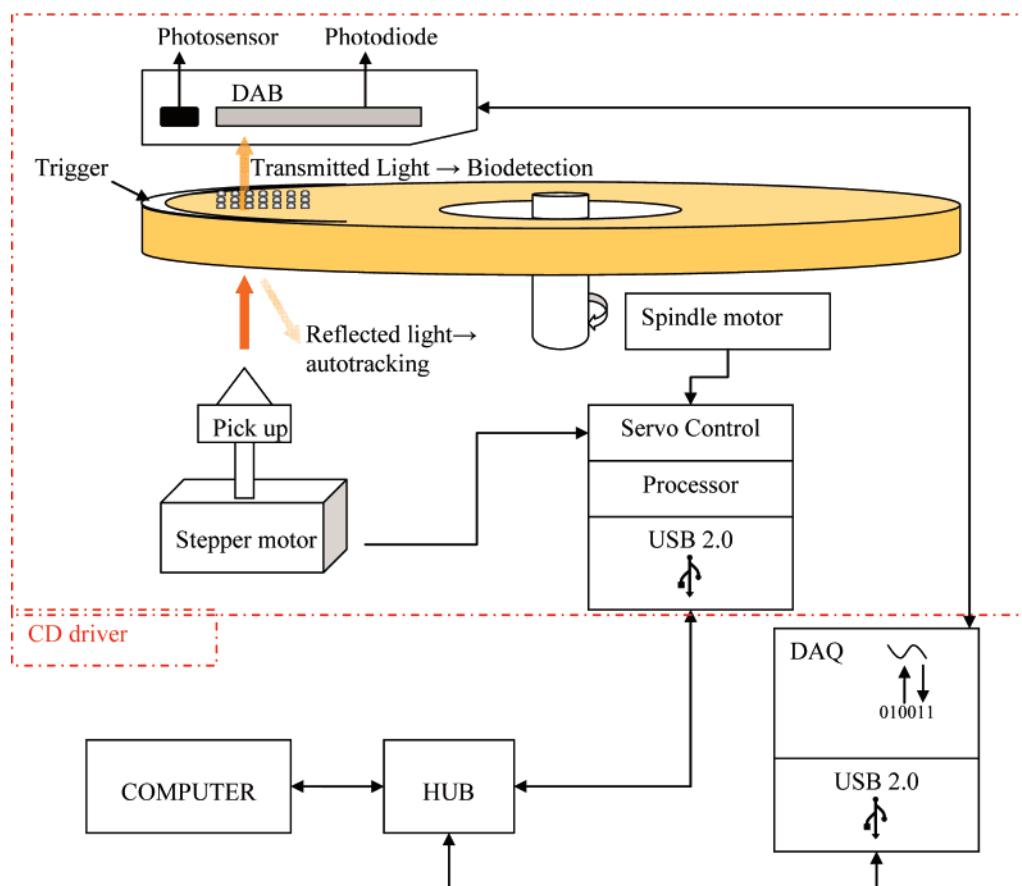 Photosensor
Photodiode
DAB
Transmitted Light → Biodetection
Trigger
Reflected light→
autotracking
Spindle motor
Pick up
Servo Control
Processor
Stepper motor
USB 2.0
CD driver
DAQ
010011
COMPUTER
HUB
USB 2.0